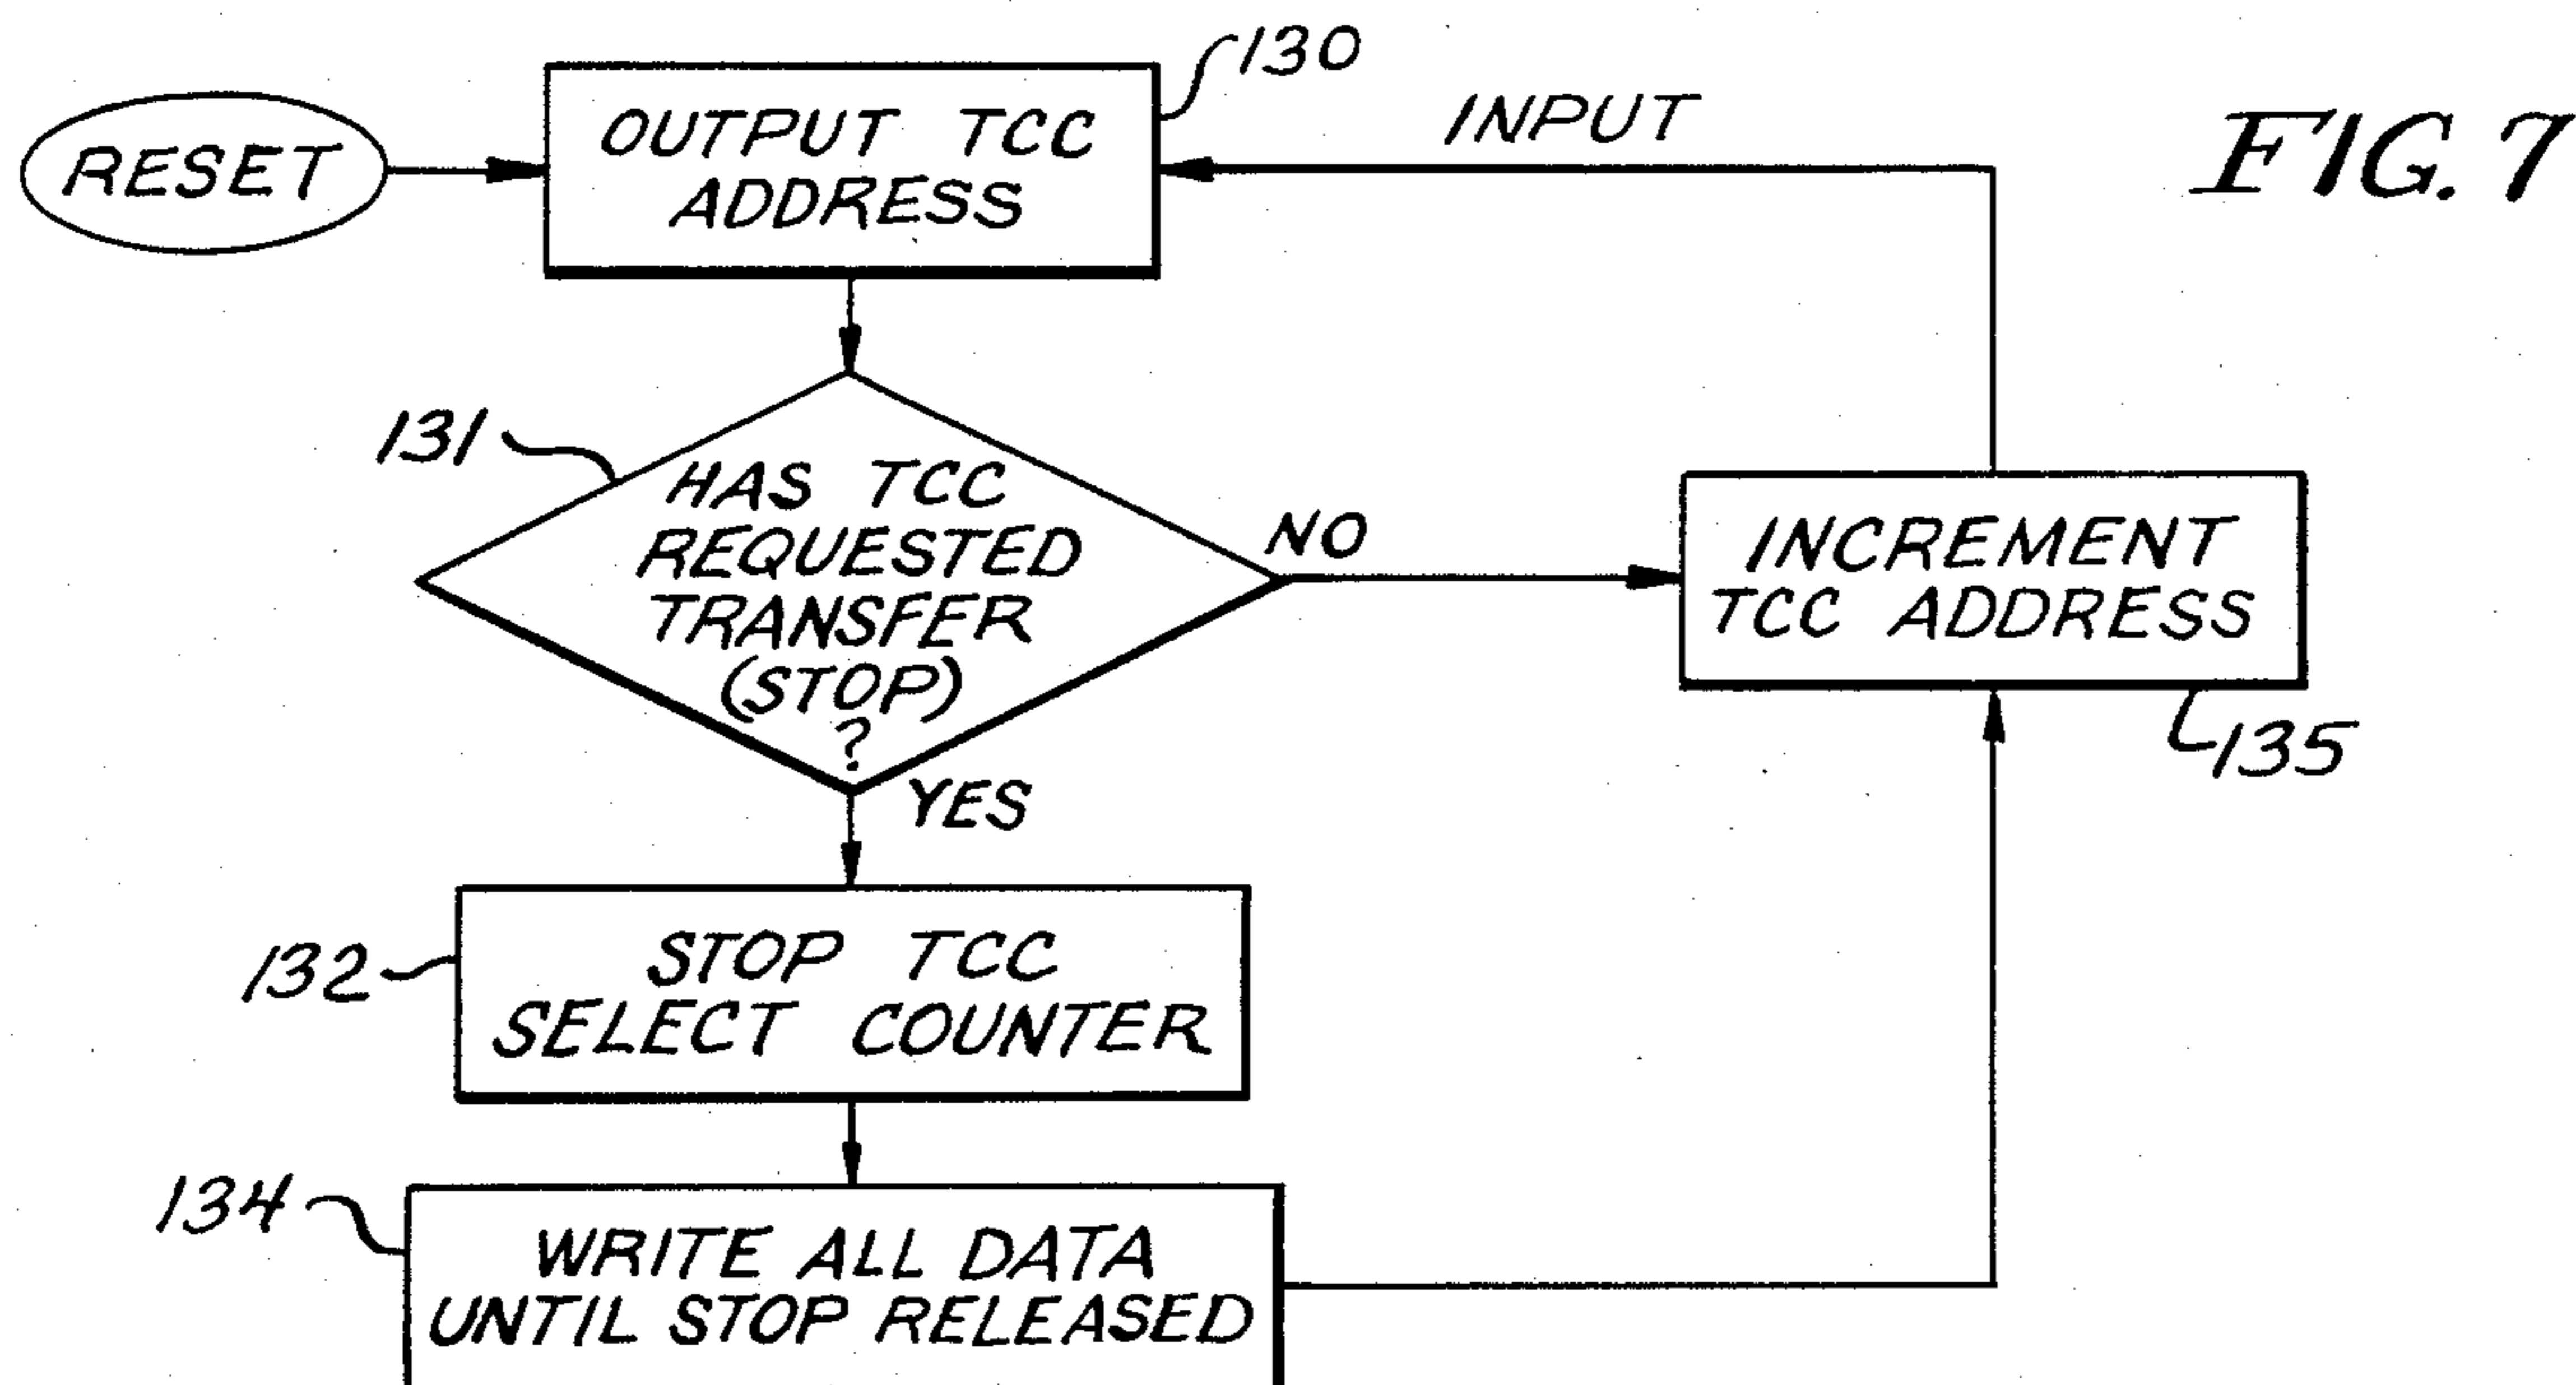 130
RESET
OUTPUT TCC
ADDRESS
INPUT
FIG. 7
131
HAS TCC
REQUESTED
TRANSFER
(STOP)
?
NO
YES
INCREMENT
TCC ADDRESS
135
132
STOP TCC
SELECT COUNTER
134
WRITE ALL DATA
UNTIL STOP RELEASED